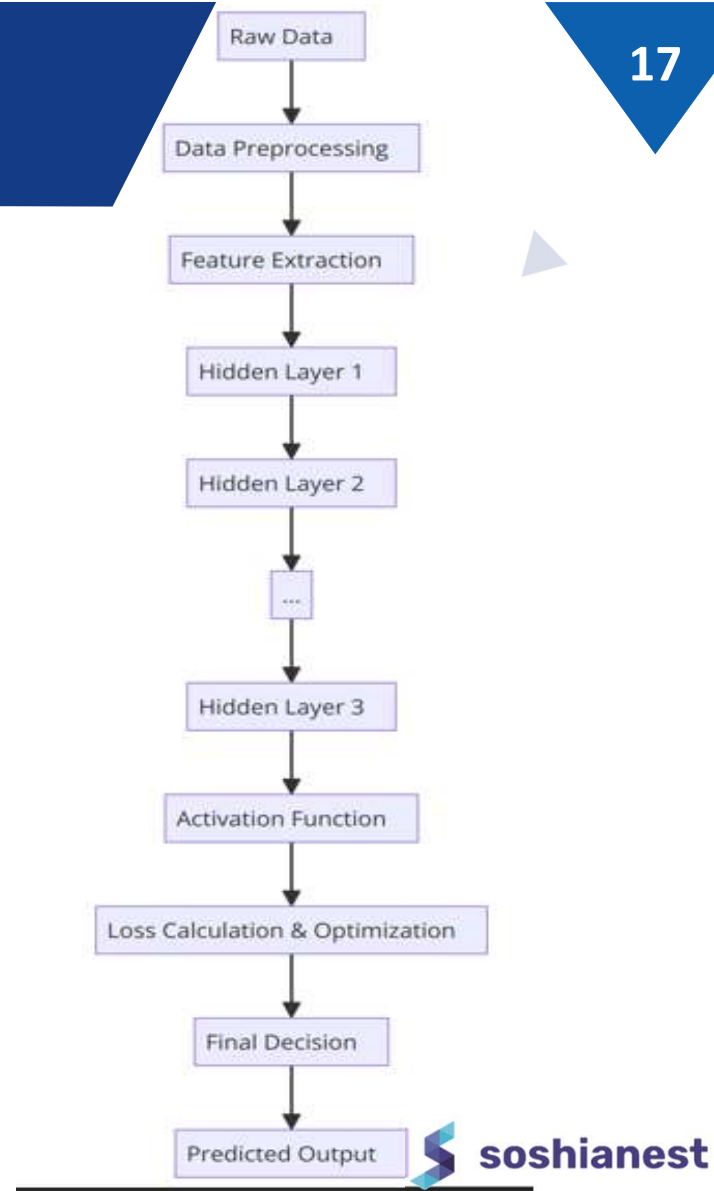 Raw Data
17
Data Preprocessing
Feature Extraction
Hidden Layer 1
Hidden Layer 2
...
Hidden Layer 3
Activation Function
Loss Calculation & Optimization
Final Decision
Predicted Output
soshianest